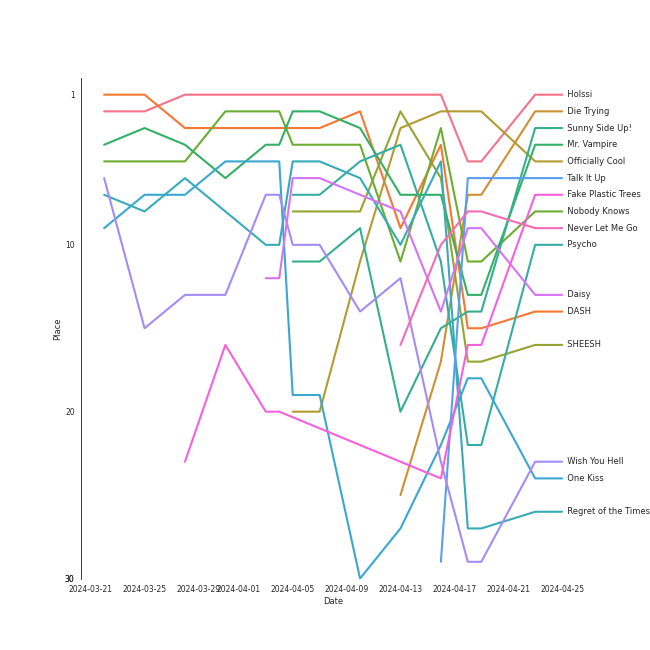 1
Holssi
Die Trying
Sunny Side Up!
Mr. Vampire
Officially Cool
Talk It Up
Fake Plastic Trees
Nobody Knows
Never Let Me Go
10
Psycho
Daisy
DASH
Place
SHEESH
20
Wish You Hell
One Kiss
Regret of the Times
30
2024-03-21 2024-03-25 2024-03-29 2024-04-01 2024-04-05 2024-04-09 2024-04-13 2024-04-17 2024-04-21 2024-04-25
Date